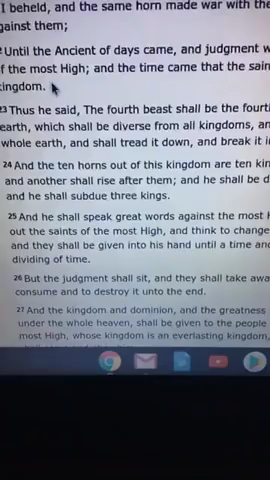 I beheld, and the same horn made war with the
against them;
Until the Ancient of days came, and judgment w
f the most High; and the time came that the sain
kingdom.
23 Thus he said, The fourth beast shall be the fourt
earth, which shall be diverse from all kingdoms, an
whole earth, and shall tread it down, and break it i
24 And the ten horns out of this kingdom are ten kin
and another shall rise after them; and he shall be d
and he shall subdue three kings.
25 And he shall speak great words against the most H
out the saints of the most High, and think to change
and they shall be given into his hand until a time and
dividing of time.
26 But the judgment shall sit, and they shall take awa
consume and to destroy it unto the end.
27 And the kingdom and dominion, and the greatness
under the whole heaven, shall be given to the people
most High, whose kingdom is an everlasting kingdom,